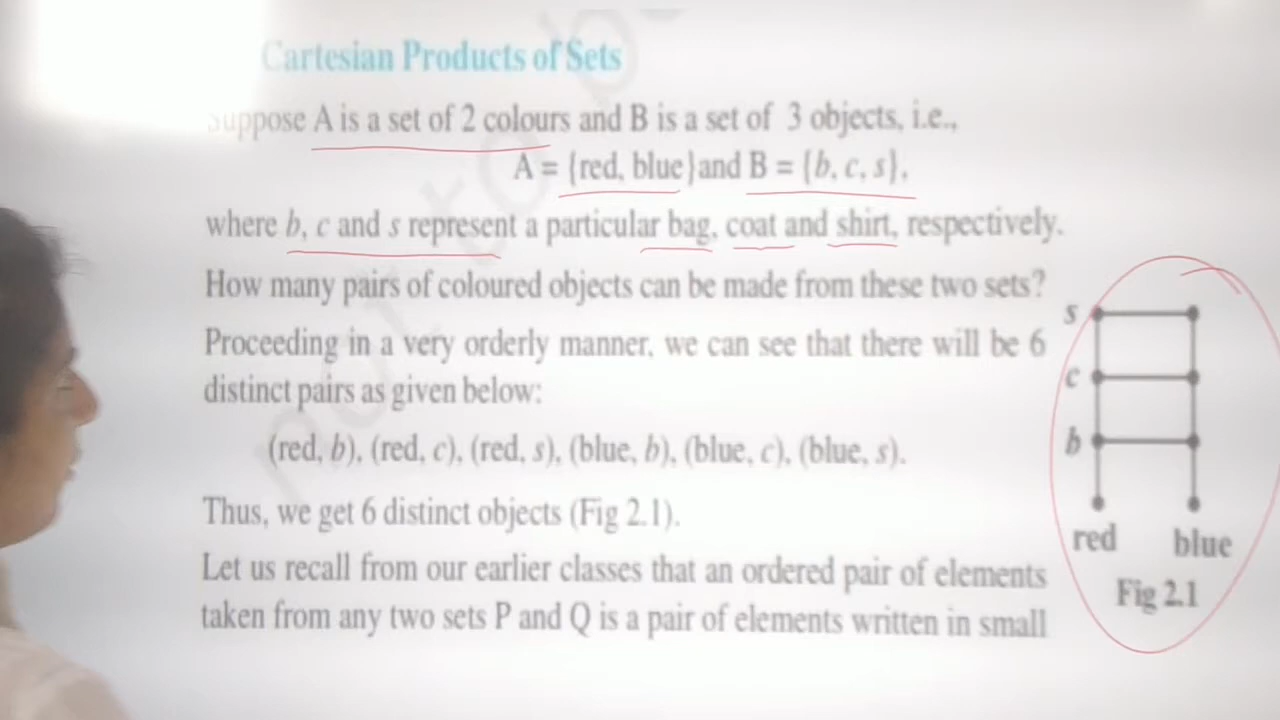 Cartesian Products of Sets
Suppose A is a set of 2 colours and B is a set of 3 objects, i.e.,
A = {red, blue}and B = {b, c, s},
where b, c and s represent a particular bag, coat and shirt, respectively.
How many pairs of coloured objects can be made from these two sets?
Proceeding in a very orderly manner, we can see that there will be 6
distinct pairs as given below:
(red, b), (red, c), (red, s), (blue, b), (blue, c), (blue, s).
Thus, we get 6 distinct objects (Fig 2.1).
Let us recall from our earlier classes that an ordered pair of elements
taken from any two sets P and Q is a pair of elements written in small
s
c
b
red blue
Fig 2.1
not to be